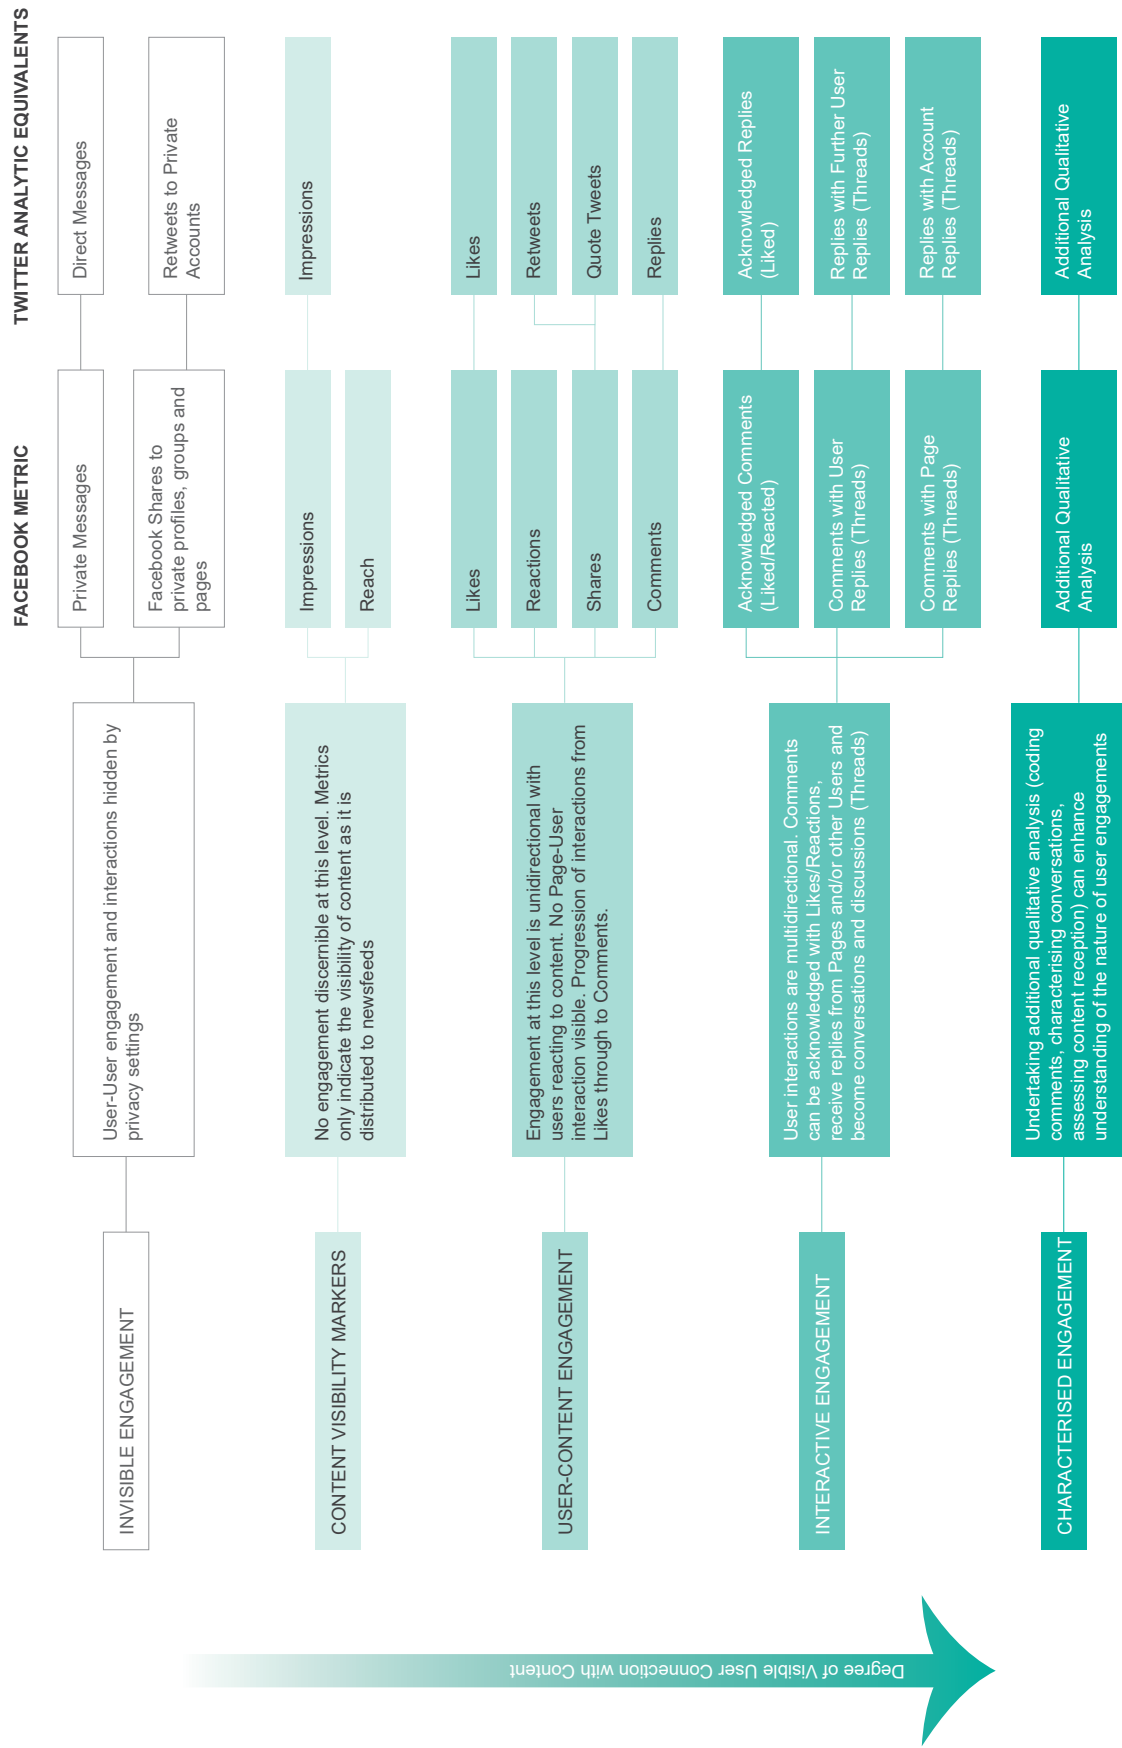 FACEBOOK METRIC
TWITTER ANALYTIC EQUIVALENTS
INVISIBLE ENGAGEMENT
User-User engagement and interactions hidden by
privacy settings
Private Messages
Direct Messages
Facebook Shares to
private profiles, groups and
pages
Retweets to Private
Accounts
CONTENT VISIBILITY MARKERS
No engagement discernible at this level. Metrics
only indicate the visibility of content as it is
distributed to newsfeeds
Impressions
Impressions
Reach
USER-CONTENT ENGAGEMENT
Engagement at this level is unidirectional with
users reacting to content. No Page-User
interaction visible. Progression of interactions from
Likes through to Comments.
Likes
Likes
Reactions
Retweets
Shares
Quote Tweets
Comments
Replies
INTERACTIVE ENGAGEMENT
User interactions are multidirectional. Comments
can be acknowledged with Likes/Reactions,
receive replies from Pages and/or other Users and
become conversations and discussions (Threads)
Acknowledged Comments
(Liked/Reacted)
Acknowledged Replies
(Liked)
Comments with User
Replies (Threads)
Replies with Further User
Replies (Threads)
Comments with Page
Replies (Threads)
Replies with Account
Replies (Threads)
CHARACTERISED ENGAGEMENT
Undertaking additional qualitative analysis (coding
comments, characterising conversations,
assessing content reception) can enhance
understanding of the nature of user engagements
Additional Qualitative
Analysis
Additional Qualitative
Analysis
Degree of Visible User Connection with Content